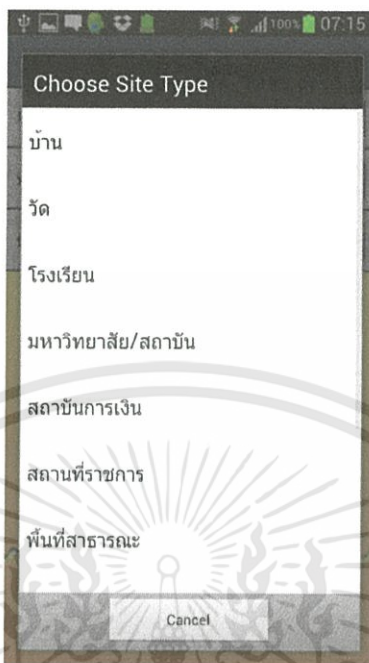 100% 07:15
Choose Site Type
บ้าน
วัด
โรงเรียน
มหาวิทยาลัย/สถาบัน
สถาบันการเงิน
สถานที่ราชการ
พื้นที่สาธารณะ
Cancel